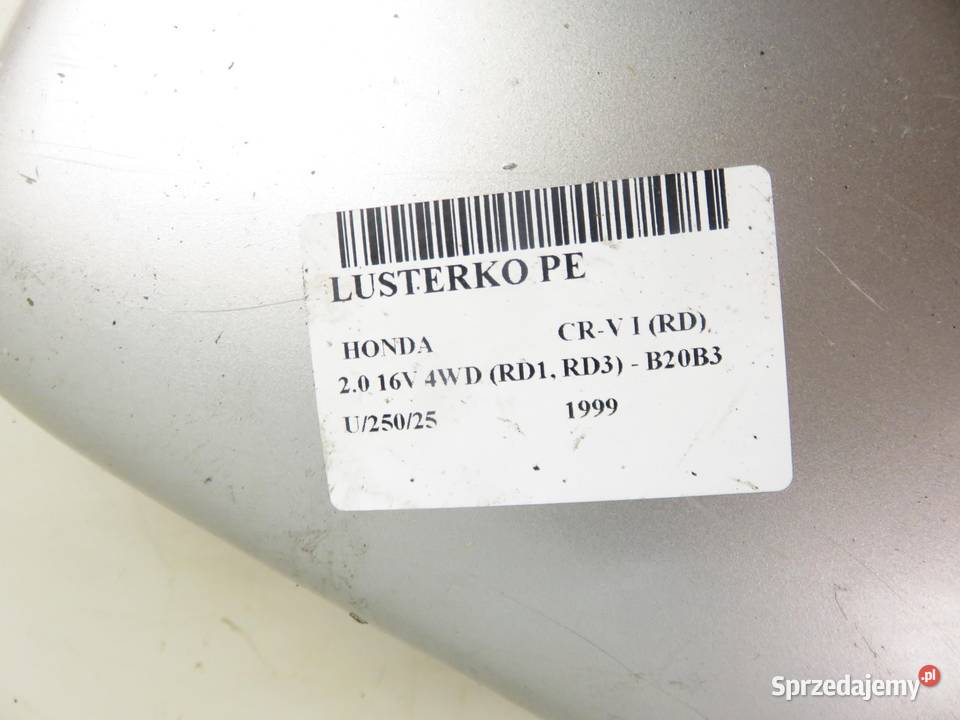 LUSTERKO PE
HONDA CR-V I (RD)
2.0 16V 4WD (RD1, RD3) - B20B3
U/250/25 1999
Sprzedajemy.pl